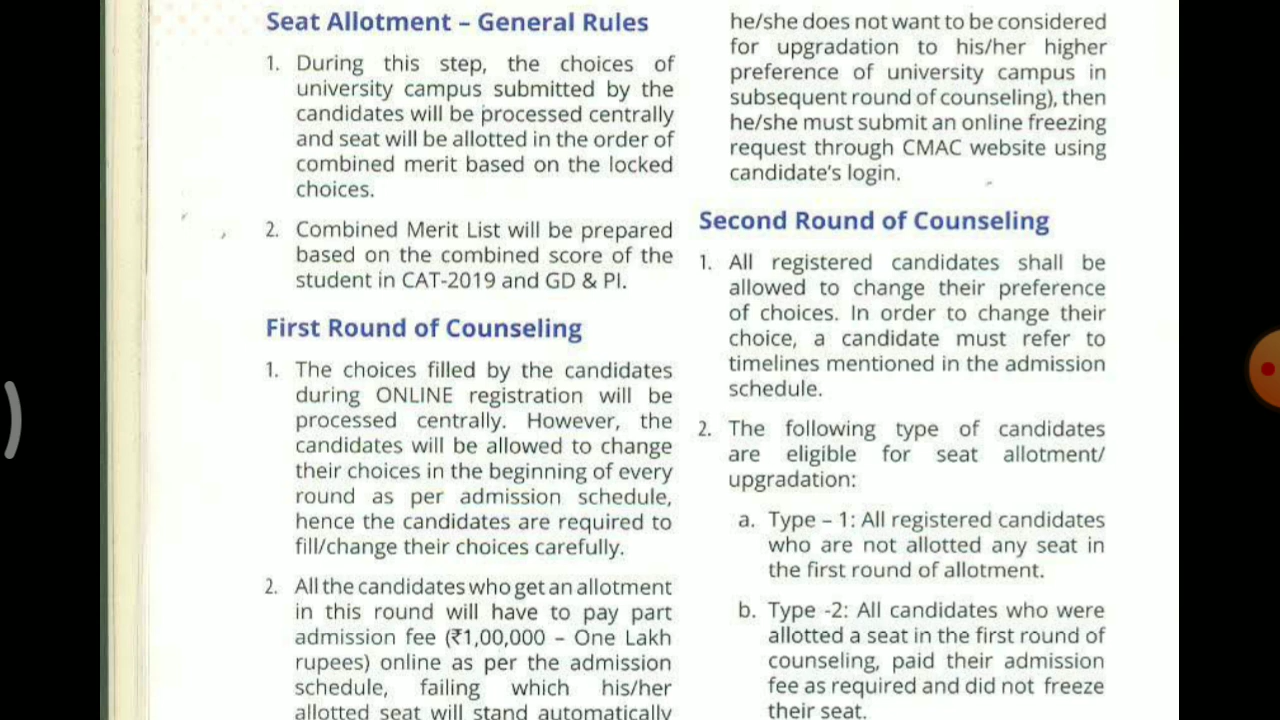 Seat Allotment – General Rules
1. During this step, the choices of
university campus submitted by the
candidates will be processed centrally
and seat will be allotted in the order of
combined merit based on the locked
choices.
2. Combined Merit List will be prepared
based on the combined score of the
student in CAT-2019 and GD & PI.
First Round of Counseling
1. The choices filled by the candidates
during ONLINE registration will be
processed centrally. However, the
candidates will be allowed to change
their choices in the beginning of every
round as per admission schedule,
hence the candidates are required to
fill/change their choices carefully.
2. All the candidates who get an allotment
in this round will have to pay part
admission fee (₹1,00,000 – One Lakh
rupees) online as per the admission
schedule, failing which his/her
allotted seat will stand automatically
he/she does not want to be considered
for upgradation to his/her higher
preference of university campus in
subsequent round of counseling), then
he/she must submit an online freezing
request through CMAC website using
candidate's login.
Second Round of Counseling
1. All registered candidates shall be
allowed to change their preference
of choices. In order to change their
choice, a candidate must refer to
timelines mentioned in the admission
schedule.
2. The following type of candidates
are eligible for seat allotment/
upgradation:
a. Type – 1: All registered candidates
who are not allotted any seat in
the first round of allotment.
b. Type -2: All candidates who were
allotted a seat in the first round of
counseling, paid their admission
fee as required and did not freeze
their seat.